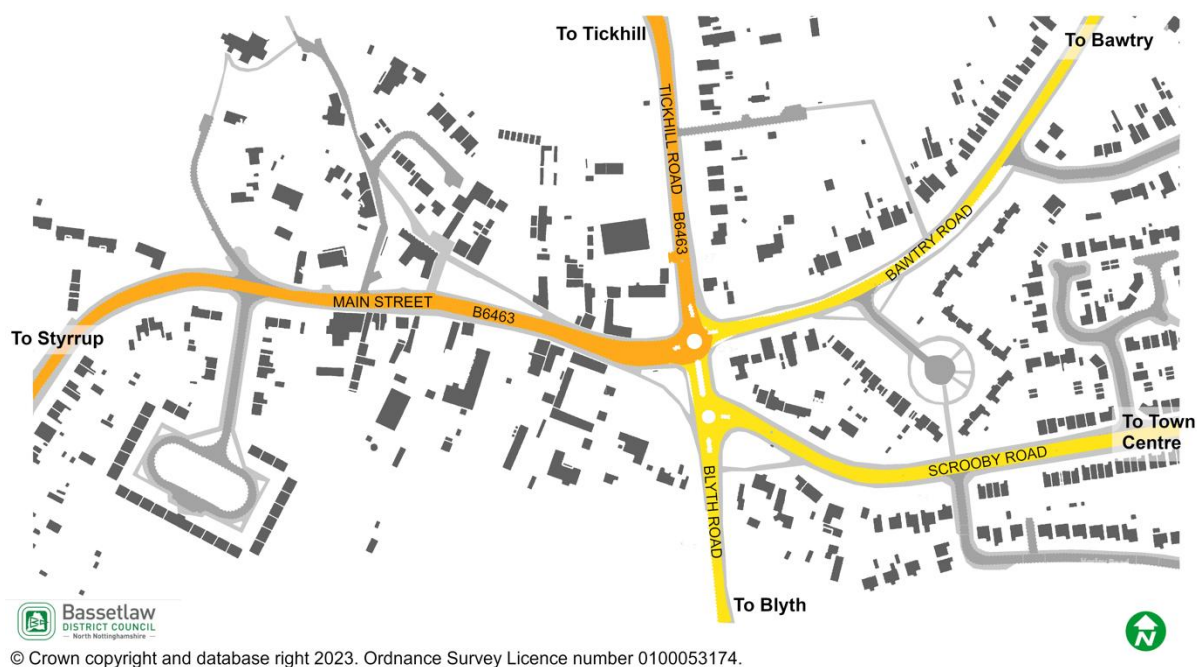 To Tickhill
To Bawtry
TICKHILL ROAD
B6463
BAWTRY ROAD
MAIN STREET
B6463
To Styrrup
To Town
Centre
SCROOBY ROAD
BLYTH ROAD
To Blyth
Bassetlaw
DISTRICT COUNCIL
North Nottinghamshire
N
© Crown copyright and database right 2023. Ordnance Survey Licence number 0100053174.